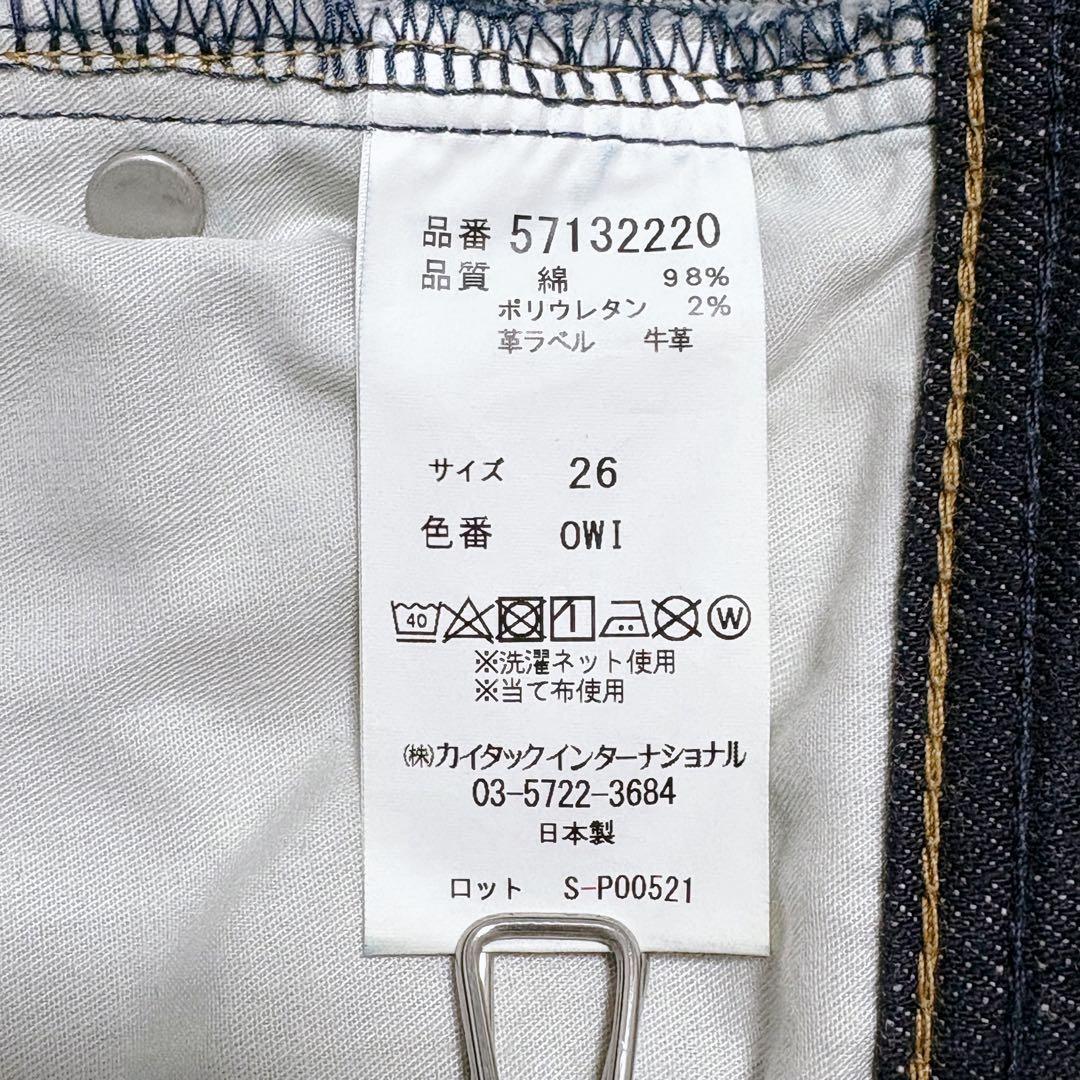 品番 57132220
品質 綿 98%
ポリウレタン 2%
革ラベル 牛革
サイズ 26
色番 OWI
40 W
※洗濯ネット使用
※当て布使用
(株)カイタックインターナショナル
03-5722-3684
日本製
ロット S-P00521